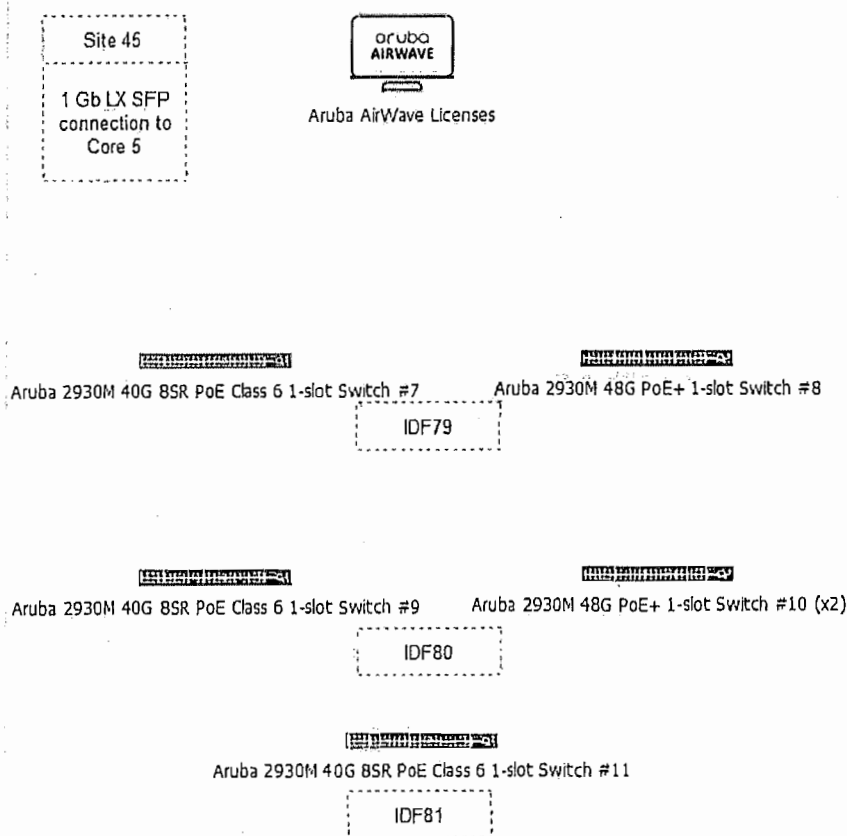 Site 45
1 Gb LX SFP
connection to
Core 5
aruba
AIRWAVE
Aruba AirWave Licenses
Aruba 2930M 40G 8SR PoE Class 6 1-slot Switch #7
Aruba 2930M 48G PoE+ 1-slot Switch #8
IDF79
Aruba 2930M 40G 8SR PoE Class 6 1-slot Switch #9
Aruba 2930M 48G PoE+ 1-slot Switch #10 (x2)
IDF80
Aruba 2930M 40G 8SR PoE Class 6 1-slot Switch #11
IDF81